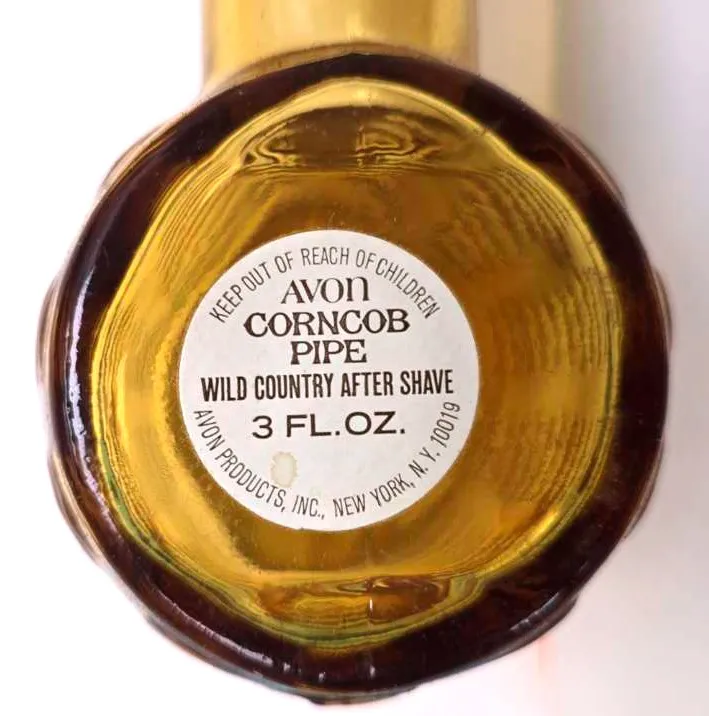 KEEP OUT OF REACH OF CHILDREN
AVON
CORNCOB
PIPE
WILD COUNTRY AFTER SHAVE
3 FL.OZ.
AVON PRODUCTS, INC., NEW YORK, N.Y. 10019